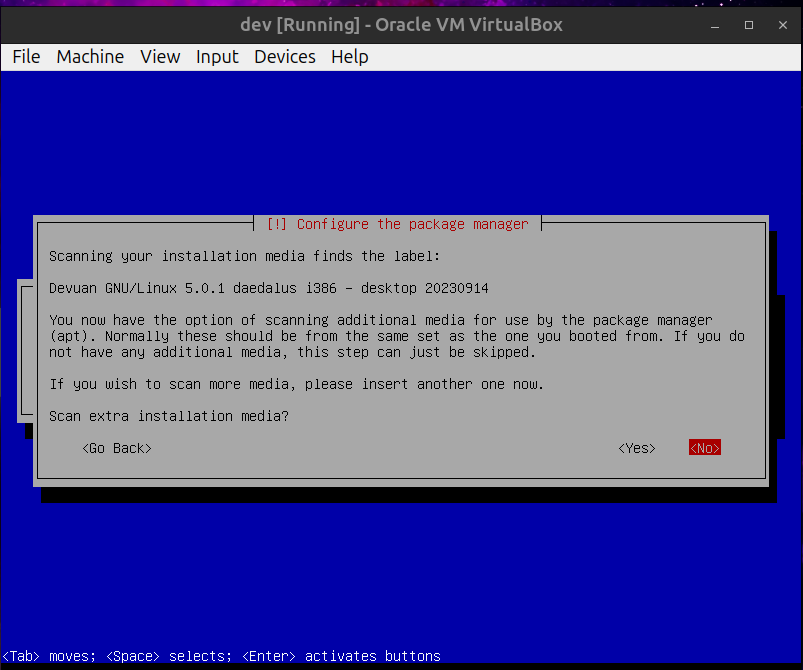 dev [Running] - Oracle VM VirtualBox
File Machine View Input Devices Help
[!] Configure the package manager
Scanning your installation media finds the label:
Devuan GNU/Linux 5.0.1 daedalus i386 - desktop 20230914
You now have the option of scanning additional media for use by the package manager
(apt). Normally these should be from the same set as the one you booted from. If you do
not have any additional media, this step can just be skipped.
If you wish to scan more media, please insert another one now.
Scan extra installation media?
<Go Back> <Yes> <No>
<Tab> moves; <Space> selects; <Enter> activates buttons